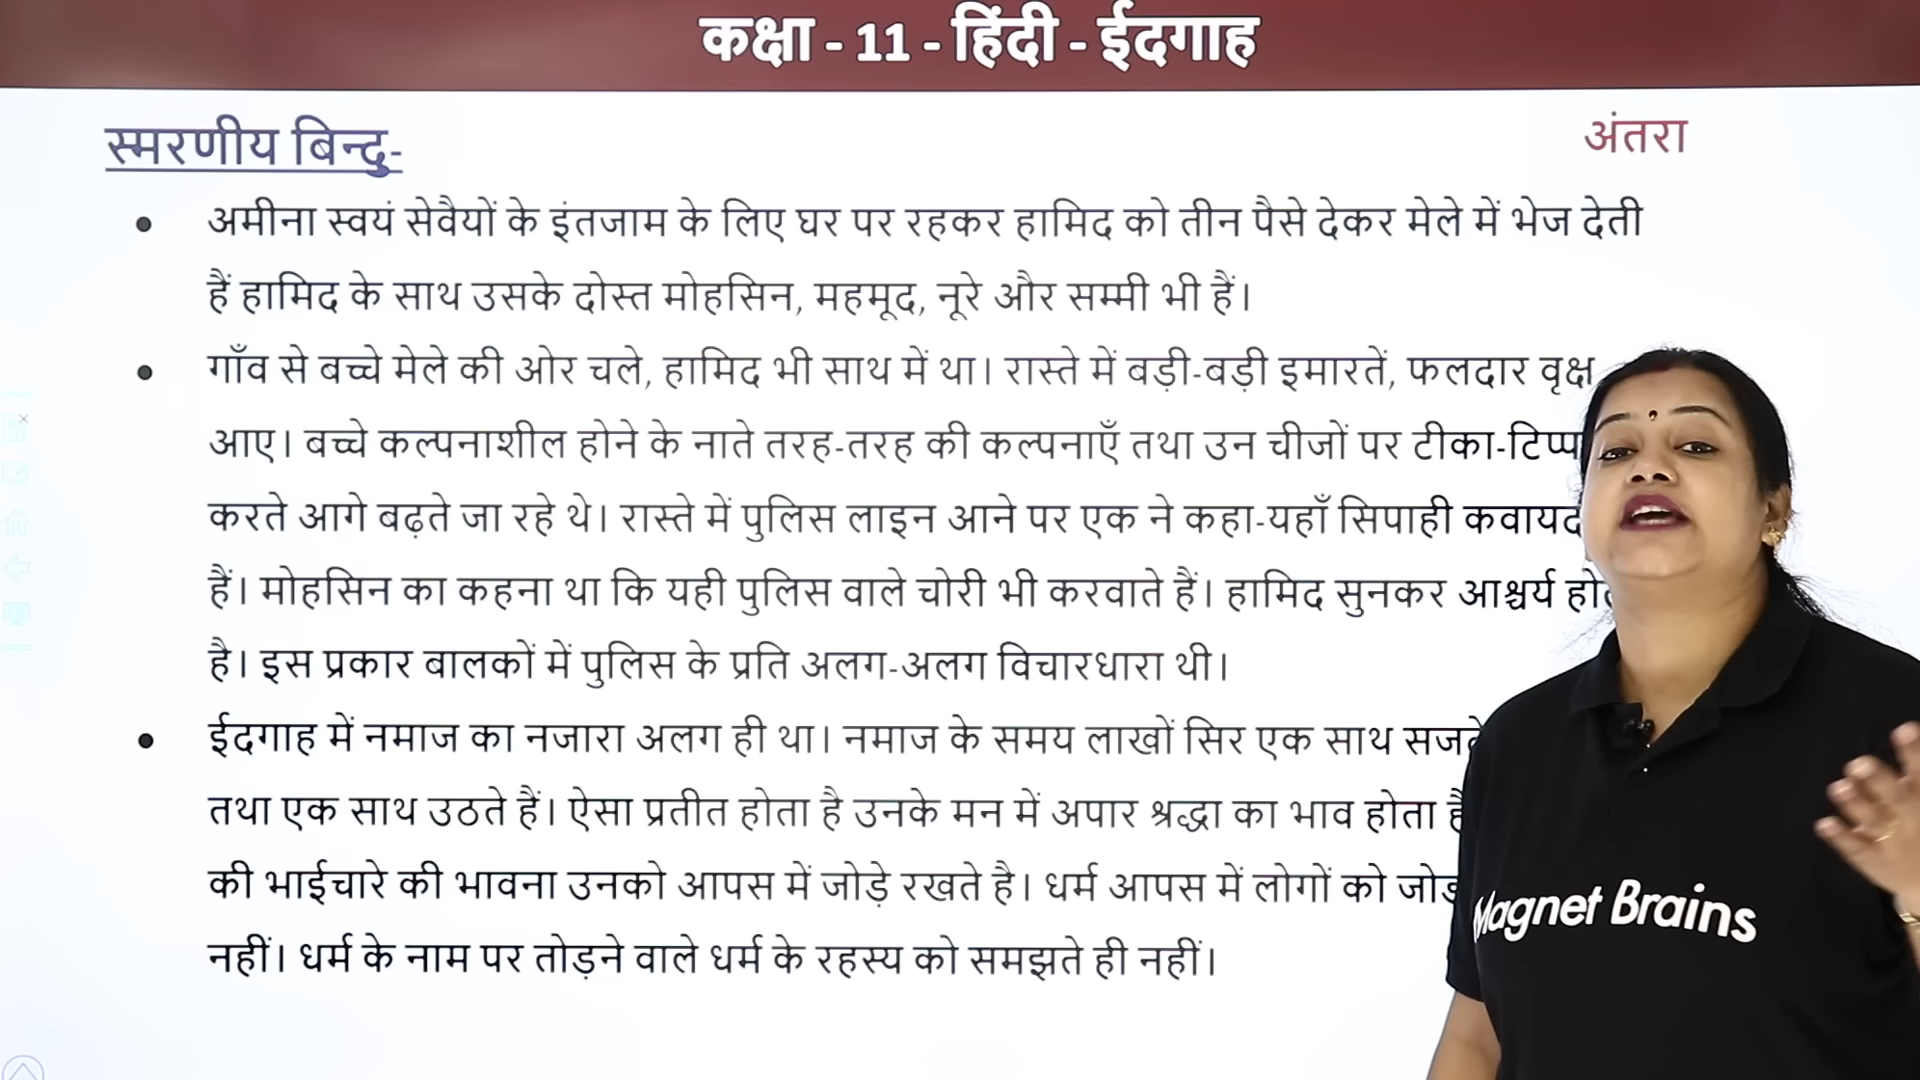 कक्षा - 11 - हिंदी - ईदगाह
स्मरणीय बिन्दु-
अंतरा
• अमीना स्वयं सेवैयों के इंतजाम के लिए घर पर रहकर हामिद को तीन पैसे देकर मेले में भेज देती
हैं हामिद के साथ उसके दोस्त मोहसिन, महमूद, नूरे और सम्मी भी हैं।
• गाँव से बच्चे मेले की ओर चले, हामिद भी साथ में था। रास्ते में बड़ी-बड़ी इमारतें, फलदार वृक्ष
आए। बच्चे कल्पनाशील होने के नाते तरह-तरह की कल्पनाएँ तथा उन चीजों पर
करते आगे बढ़ते जा रहे थे। रास्ते में पुलिस लाइन आने पर एक ने कहा-यहाँ सिपाही कवायद
हैं। मोहसिन का कहना था कि यही पुलिस वाले चोरी भी करवाते हैं। हामिद सुनकर आश्चर्य
है। इस प्रकार बालकों में पुलिस के प्रति अलग-अलग विचारधारा थी।
• ईदगाह में नमाज का नजारा अलग ही था। नमाज के समय लाखों सिर एक साथ
तथा एक साथ उठते हैं। ऐसा प्रतीत होता है उनके मन में अपार श्रद्धा का भाव होता
की भाईचारे की भावना उनको आपस में जोड़े रखते है। धर्म आपस में लोगों को
नहीं। धर्म के नाम पर तोड़ने वाले धर्म के रहस्य को समझते ही नहीं।
Magnet Brains